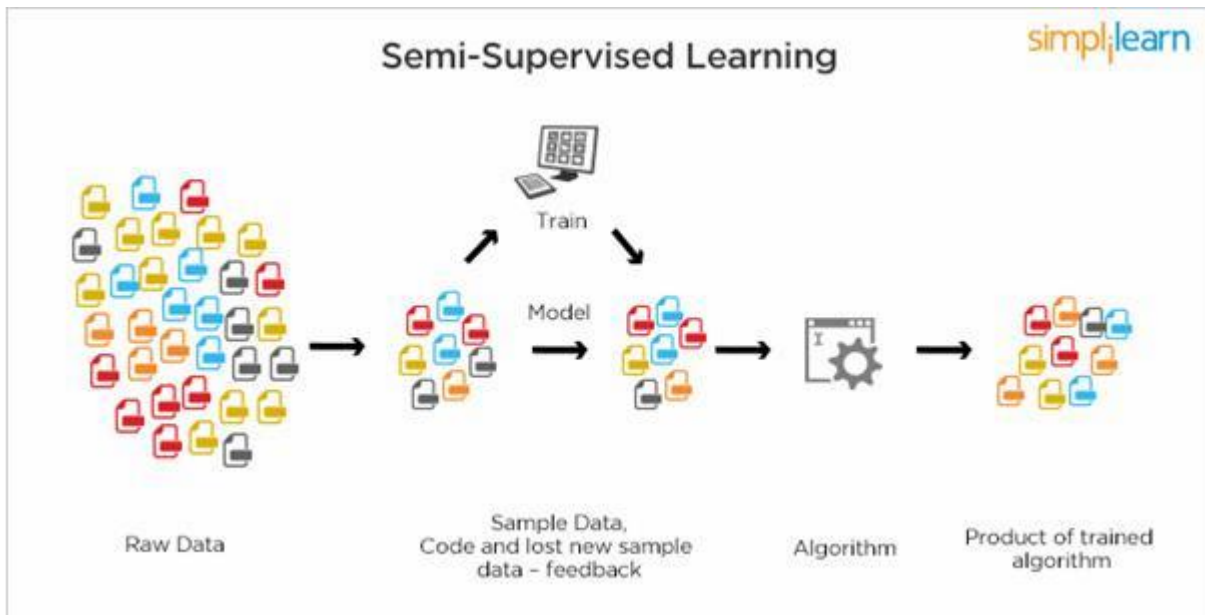 simplilearn
Semi-Supervised Learning
Train
Model
Raw Data
Sample Data,
Code and lost new sample
data – feedback
Algorithm
Product of trained
algorithm